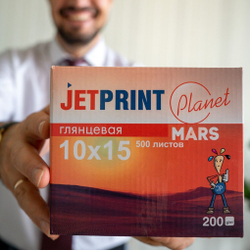 JETPRINT Planet
ГЛЯНЦЕВАЯ MARS
10x15 500 ЛИСТОВ
200